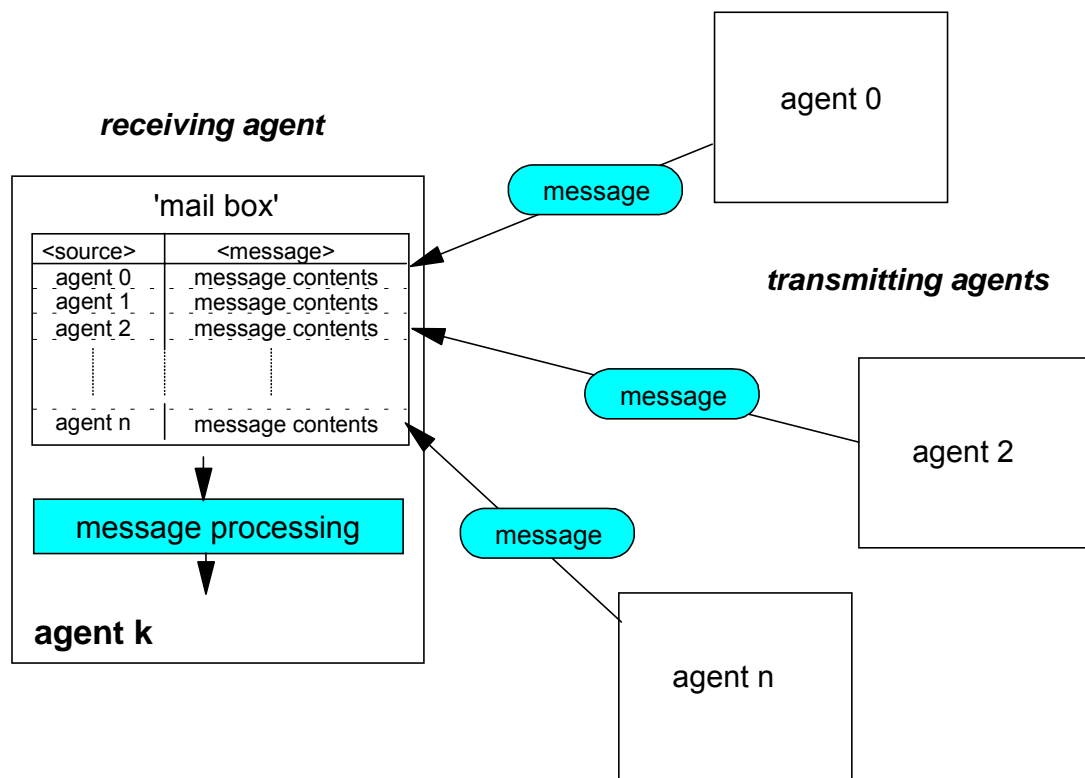 agent 0
receiving agent
message
'mail box'
<source> <message>
agent 0 message contents
agent 1 message contents
agent 2 message contents
agent n message contents
transmitting agents
message
agent 2
message processing
message
agent k
agent n